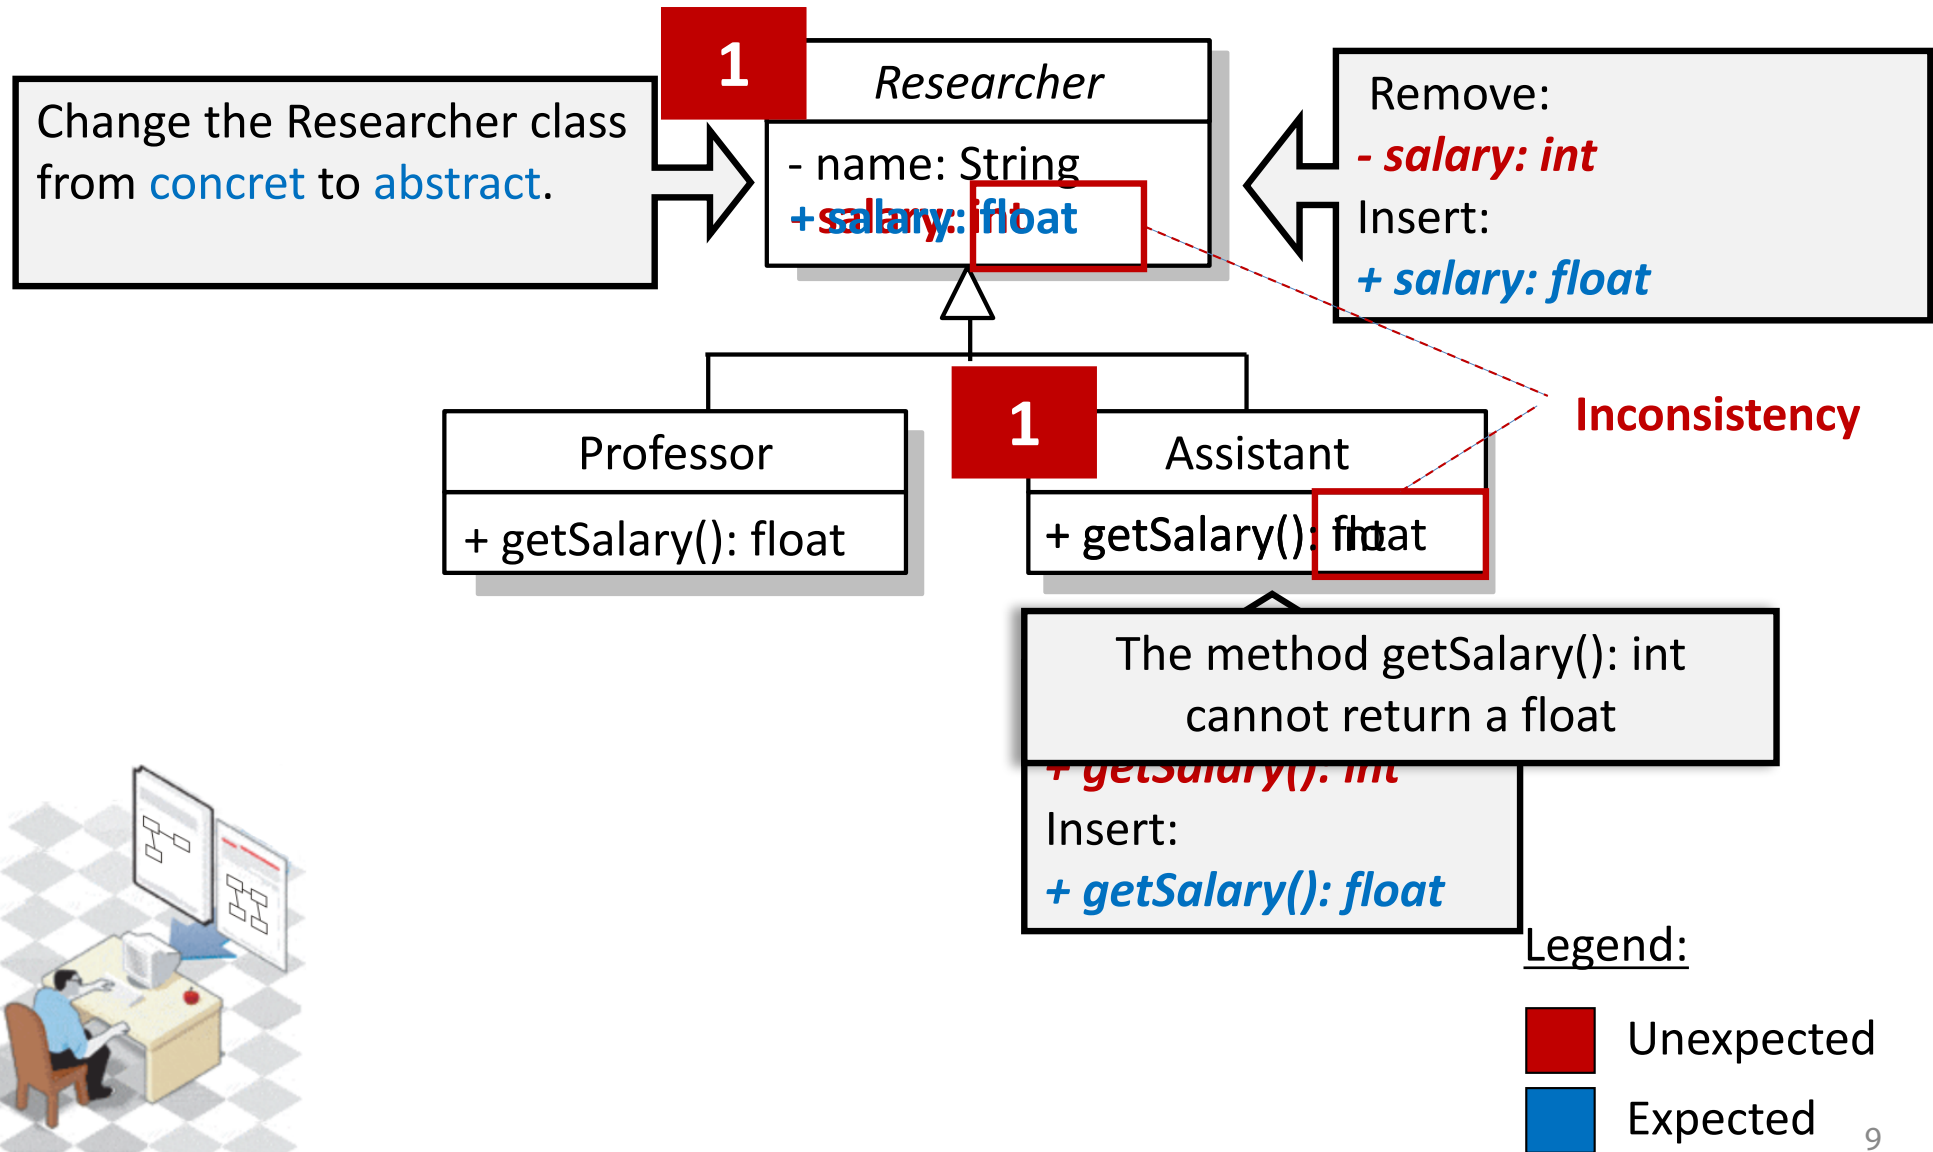 1
Researcher
Change the Researcher class
from concret to abstract.
- name: String
+ salary: float
Remove:
- salary: int
Insert:
+ salary: float
Inconsistency
Professor
+ getSalary(): float
1
Assistant
+ getSalary(): float
The method getSalary(): int
cannot return a float
+ getSalary(): int
Insert:
+ getSalary(): float
Legend:
Unexpected
Expected
9